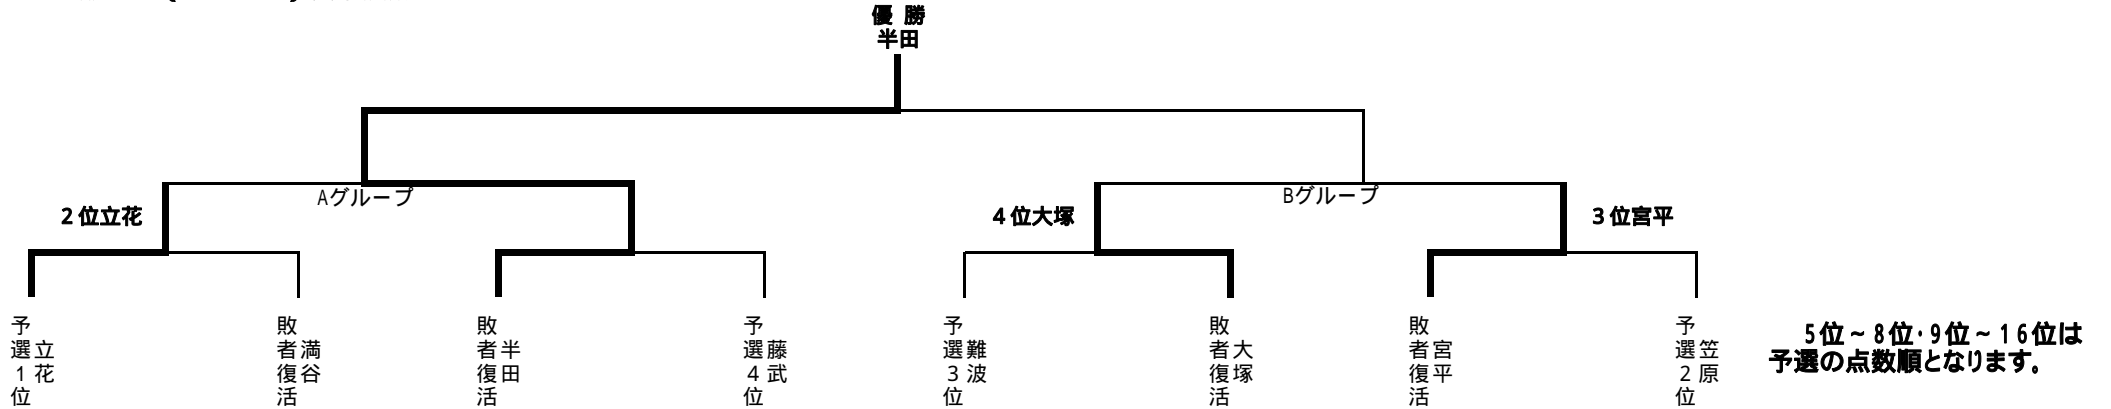 優 勝
半田
Aグループ
Bグループ
2位立花
4位大塚
3位宮平
予選1位
立花
敗者復活
満谷
敗者復活
半田
予選4位
藤武
予選3位
難波
敗者復活
大塚
敗者復活
宮平
予選2位
笠原
5位~8位・9位~16位は
予選の点数順となります。